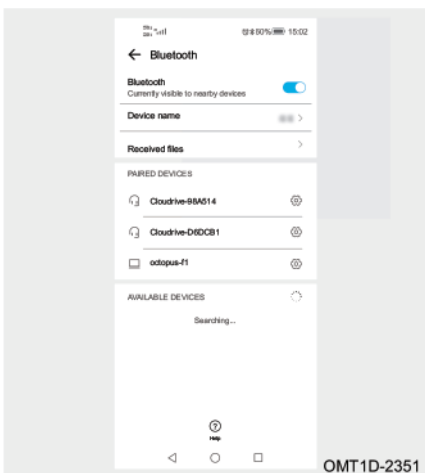 80% 15:02
Bluetooth
Bluetooth
Currently visible to nearby devices
Device name
Received files
PAIRED DEVICES
Cloudrive-98A514
Cloudrive-D6DCB1
octopus-f1
AVAILABLE DEVICES
Searching...
Help
OMT1D-2351